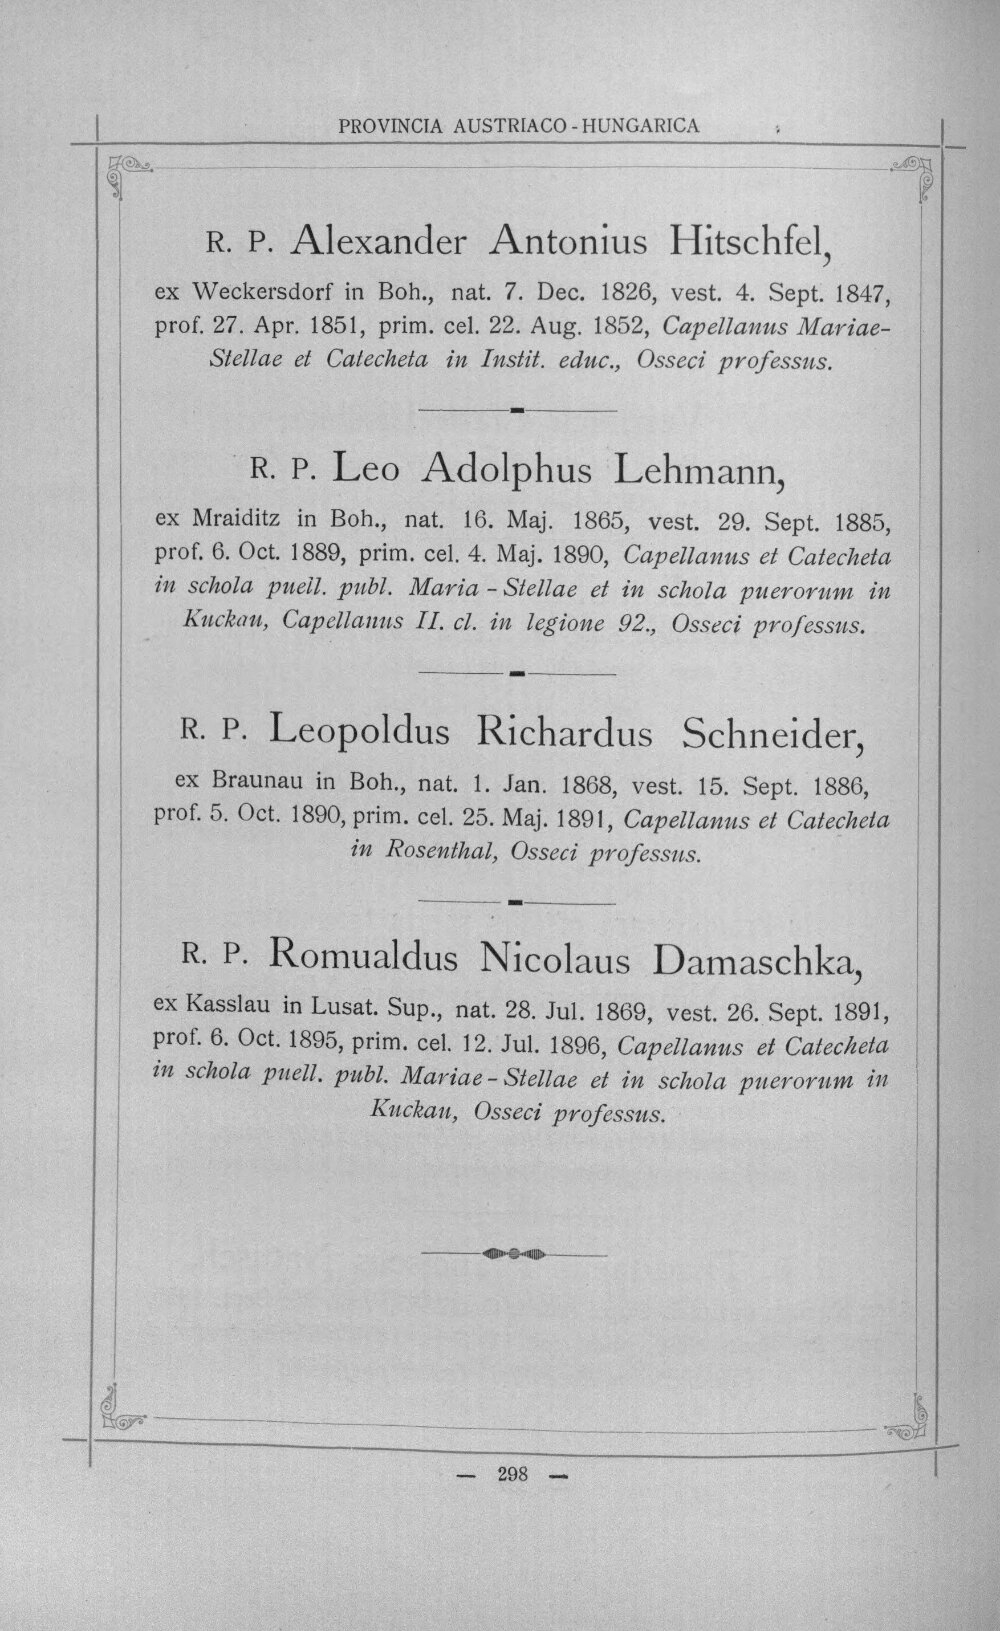 PROVINCIA AUSTRIACO-HUNGARICA
R. P. Alexander Antonius Hitschfel,
ex Weckersdorf in Boh., nat. 7. Dec. 1826, vest. 4. Sept. 1847,
prof. 27. Apr. 1851, prim. cel. 22. Aug. 1852, Capellanus Mariae-
Stellae et Catecheta in Instit. educ., Osseci professus.
R. P. Leo Adolphus Lehmann,
ex Mraiditz in Boh., nat. 16. Maj. 1865, vest. 29. Sept. 1885,
prof. 6. Oct. 1889, prim. cel. 4. Maj. 1890, Capellanus et Catecheta
in schola puell. publ. Maria-Stellae et in schola puerorum in
Kuckau, Capellanus II. cl. in legione 92., Osseci professus.
R. P. Leopoldus Richardus Schneider,
ex Braunau in Boh., nat. 1. Jan. 1868, vest. 15. Sept. 1886,
prof. 5. Oct. 1890, prim. cel. 25. Maj. 1891, Capellanus et Catecheta
in Rosenthal, Osseci professus.
R. P. Romualdus Nicolaus Damaschka,
ex Kasslau in Lusat. Sup., nat. 28. Jul. 1869, vest. 26. Sept. 1891,
prof. 6. Oct. 1895, prim. cel. 12. Jul. 1896, Capellanus et Catecheta
in schola puell. publ. Mariae-Stellae et in schola puerorum in
Kuckau, Osseci professus.
— 298 —